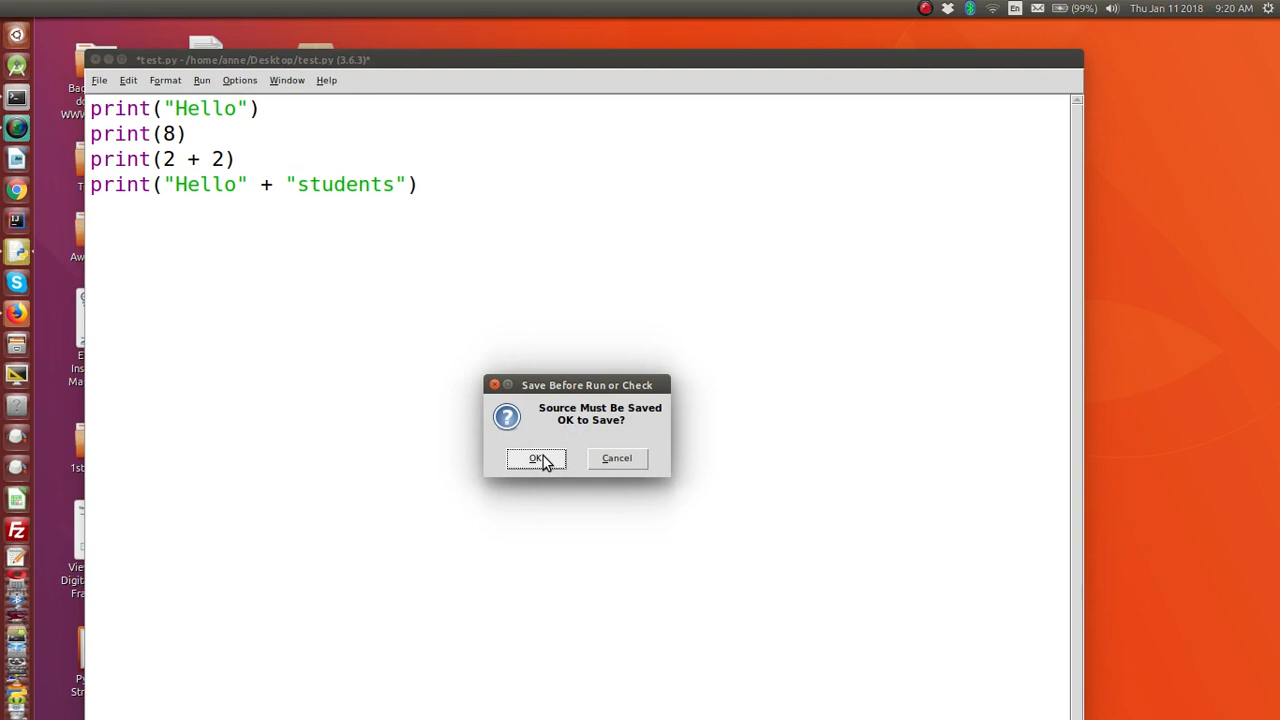 En (99%) Thu Jan 11 2018 9:20 AM
*test.py - /home/anne/Desktop/test.py (3.6.3)*
File Edit Format Run Options Window Help
print("Hello")
print(8)
print(2 + 2)
print("Hello" + "students")
Save Before Run or Check
Source Must Be Saved
OK to Save?
OK Cancel
1st